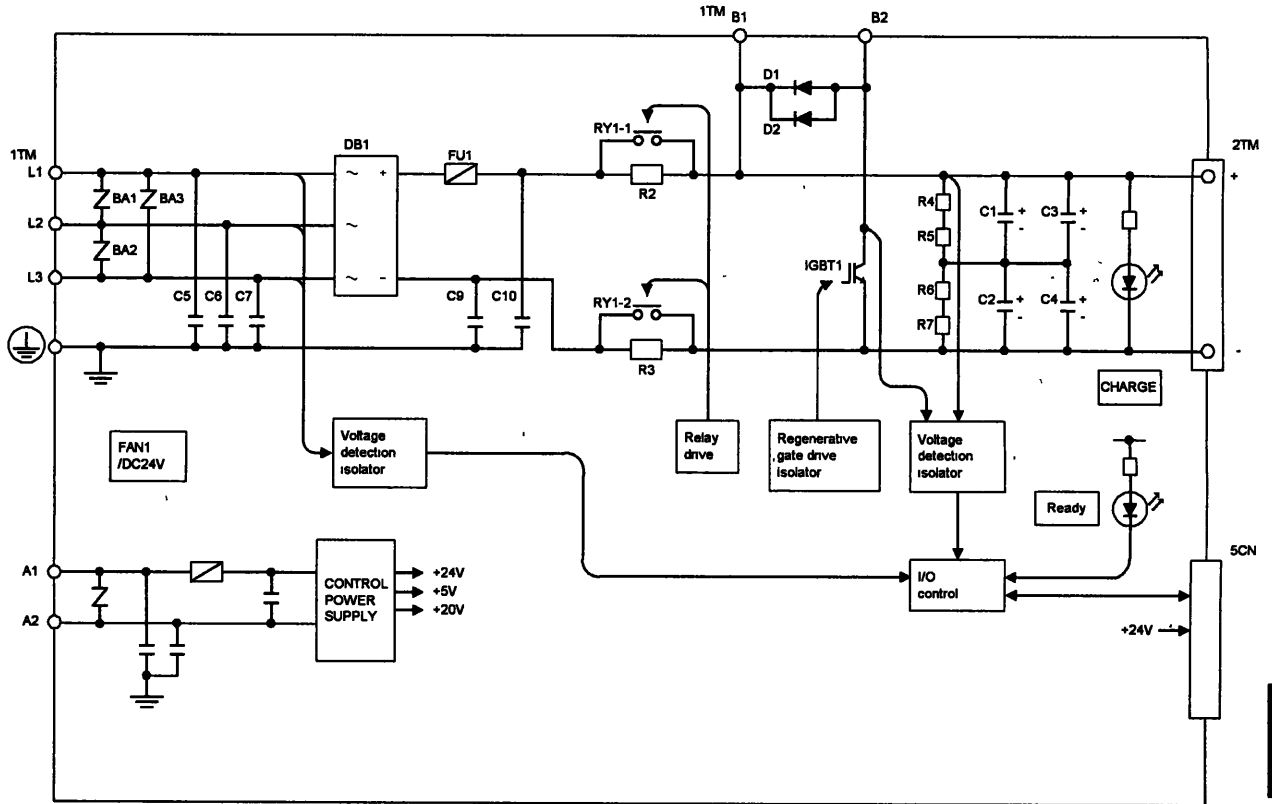 1TM B1 B2
D1
D2
RY1-1
1TM
DB1
FU1
2TM
L1
~ +
+
BA1 BA3
R2
R4
C1 + C3 +
- -
L2
~
R5
BA2
IGBT1
L3
~ -
RY1-2
R6
C5 C6 C7
C9 C10
C2 + C4 +
- -
R7
R3
-
CHARGE
FAN1
/DC24V
Voltage
detection
isolator
Relay
drive
Regenerative
gate drive
isolator
Voltage
detection
isolator
Ready
5CN
A1
CONTROL
POWER
SUPPLY
+24V
+5V
+20V
I/O
control
A2
+24V